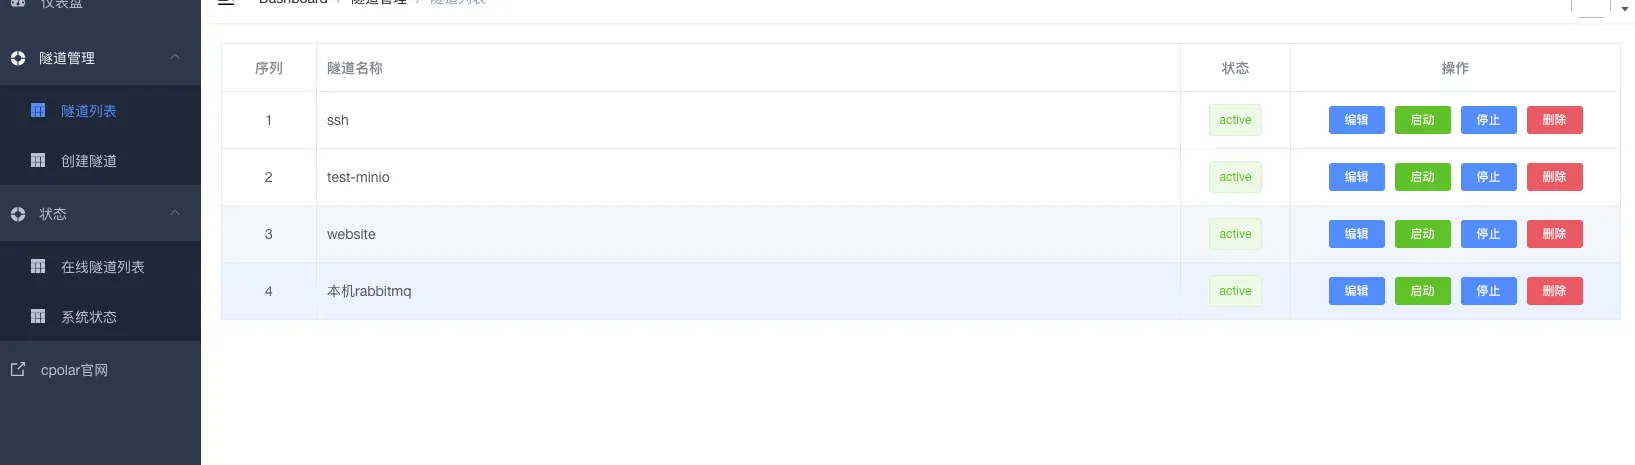 仪表盘
Dashboard / 隧道管理 / 隧道列表
隧道管理
隧道列表
创建隧道
状态
在线隧道列表
系统状态
cpolar官网
序列 隧道名称 状态 操作
1 ssh active 编辑 启动 停止 删除
2 test-minio active 编辑 启动 停止 删除
3 website active 编辑 启动 停止 删除
4 本机rabbitmq active 编辑 启动 停止 删除